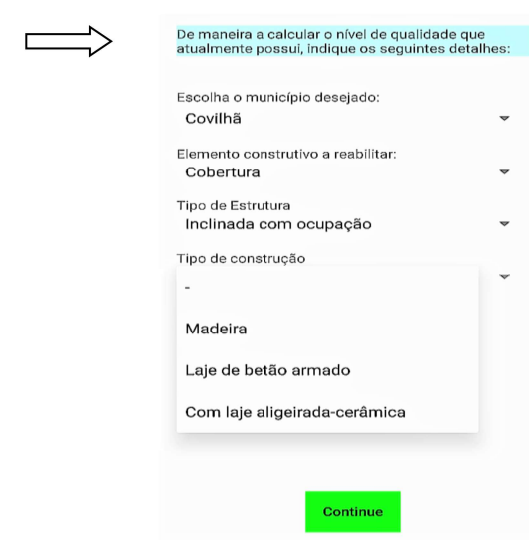 De maneira a calcular o nível de qualidade que
atualmente possui, indique os seguintes detalhes:
Escolha o município desejado:
Covilhã
Elemento construtivo a reabilitar:
Cobertura
Tipo de Estrutura
Inclinada com ocupação
Tipo de construção
-
Madeira
Laje de betão armado
Com laje aligeirada-cerâmica
Continue